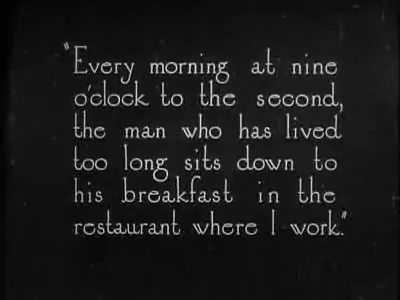 "Every morning at nine
o'clock to the second,
the man who has lived
too long sits down to
his breakfast in the
restaurant where I work."